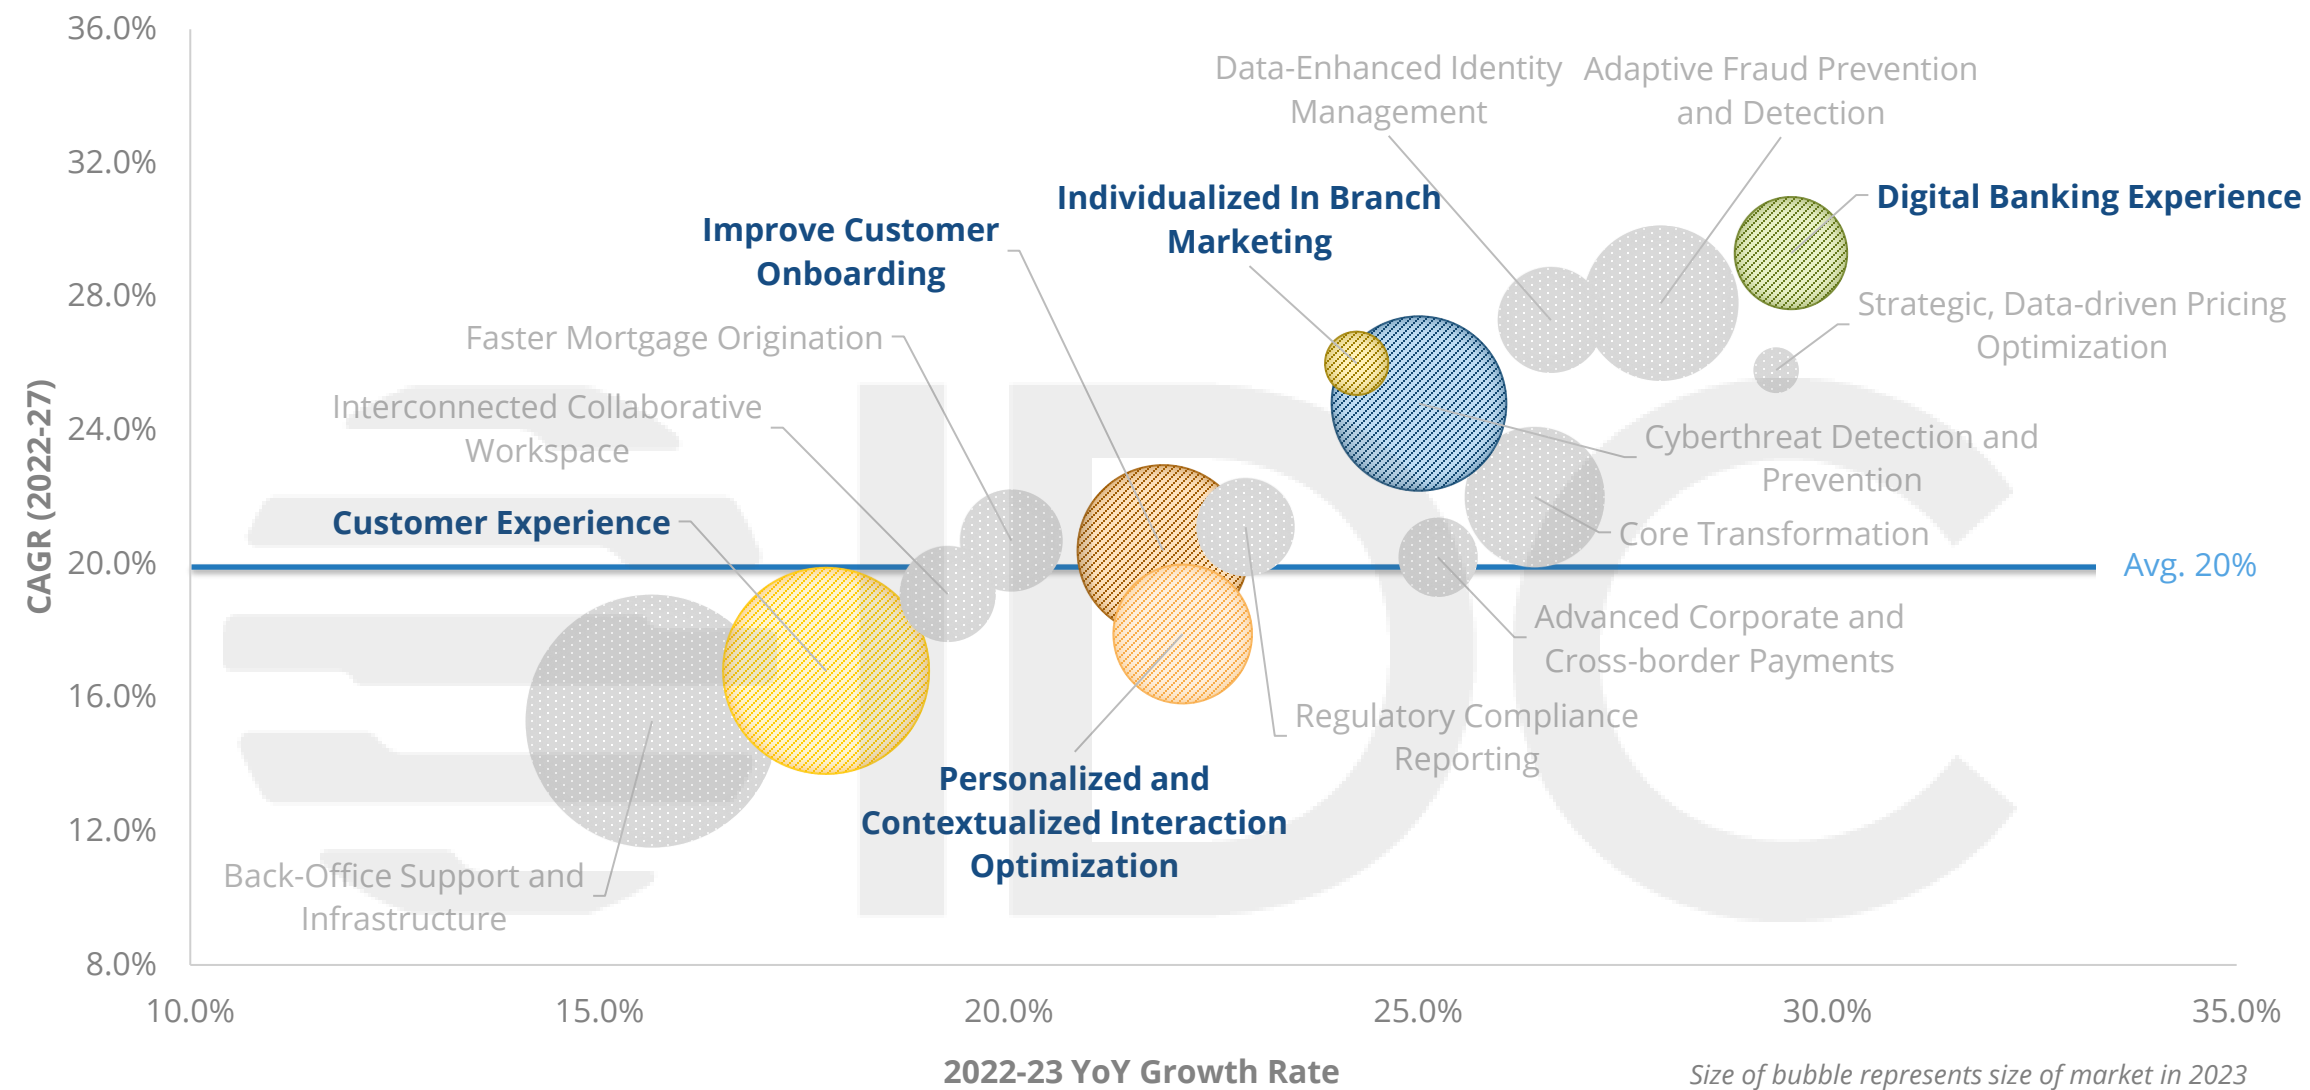 36.0%
32.0%
28.0%
24.0%
20.0%
16.0%
12.0%
8.0%
CAGR (2022-27)
Data-Enhanced Identity
Management
Adaptive Fraud Prevention
and Detection
Individualized In Branch
Marketing
Digital Banking Experience
Improve Customer
Onboarding
Strategic, Data-driven Pricing
Optimization
Faster Mortgage Origination
Interconnected Collaborative
Workspace
Cyberthreat Detection and
Prevention
Customer Experience
Core Transformation
Avg. 20%
Advanced Corporate and
Cross-border Payments
Regulatory Compliance
Reporting
Personalized and
Contextualized Interaction
Optimization
Back-Office Support and
Infrastructure
IDC
10.0%
15.0%
20.0%
25.0%
30.0%
35.0%
2022-23 YoY Growth Rate
Size of bubble represents size of market in 2023